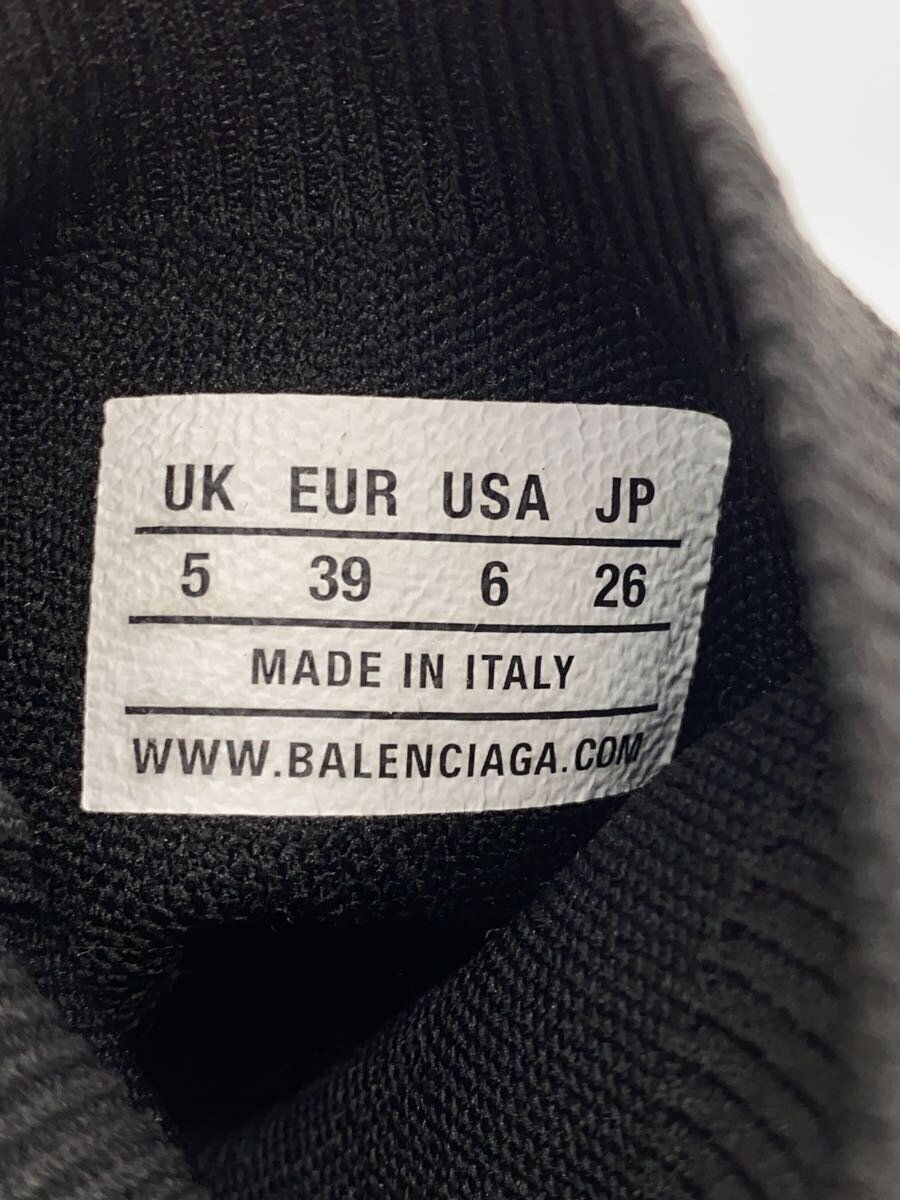 UK EUR USA JP
5 39 6 26
MADE IN ITALY
WWW.BALENCIAGA.COM